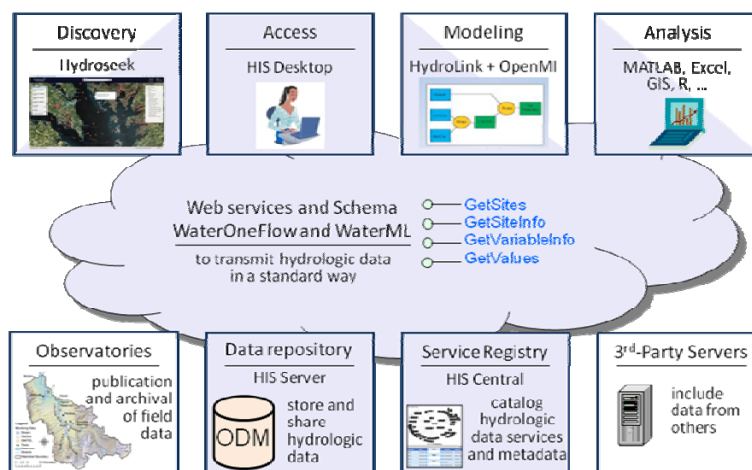 Discovery
Hydroseek
Access
HIS Desktop
Modeling
HydroLink + OpenMI
Analysis
MATLAB, Excel,
GIS, R, ...
Web services and Schema
WaterOneFlow and WaterML
to transmit hydrologic data
in a standard way
GetSites
GetSiteInfo
GetVariableInfo
GetValues
Observatories
publication
and archival
of field
data
Data repository
HIS Server
ODM
store and
share
hydrologic
data
Service Registry
HIS Central
catalog
hydrologic
data services
and metadata
3rd-Party Servers
include
data from
others